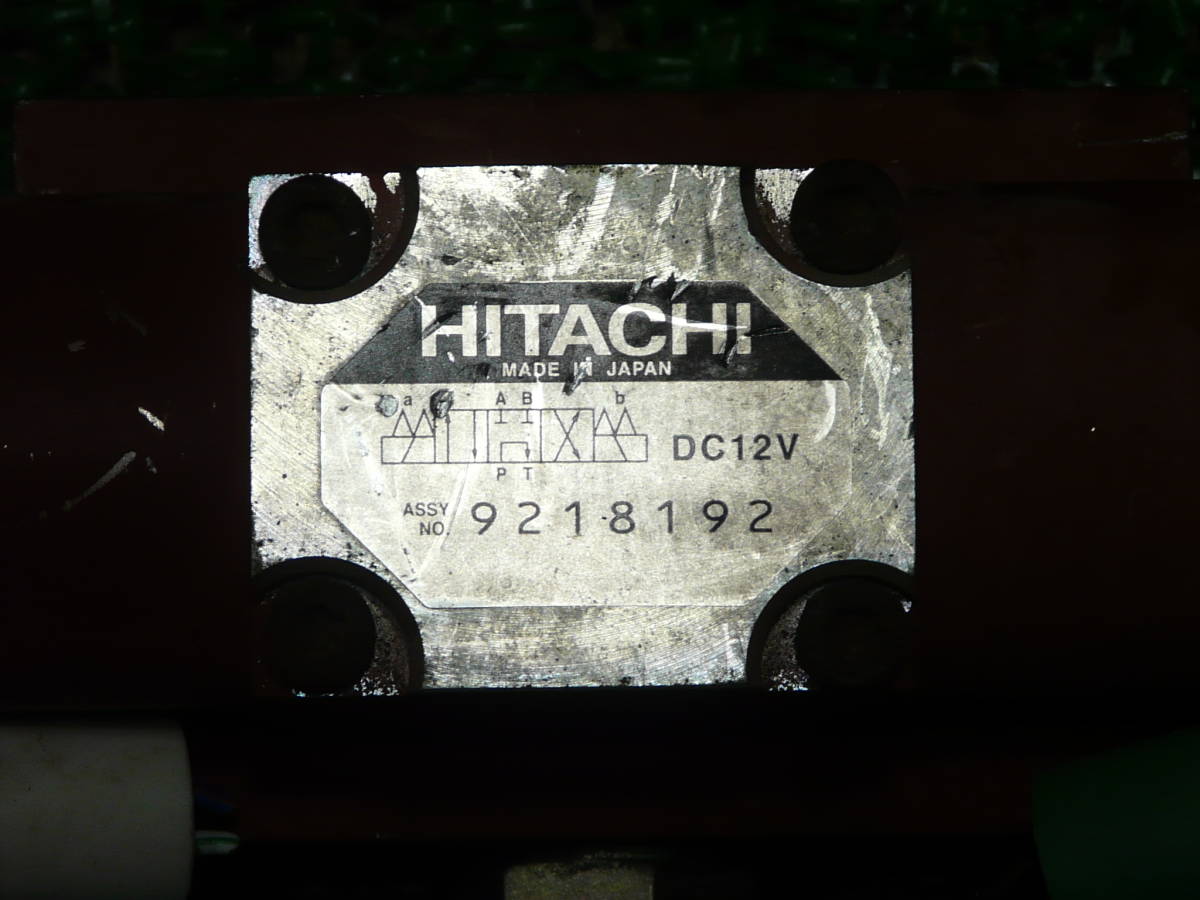 HITACHI
MADE IN JAPAN
a A B b
P T
DC12V
ASSY NO. 9218192